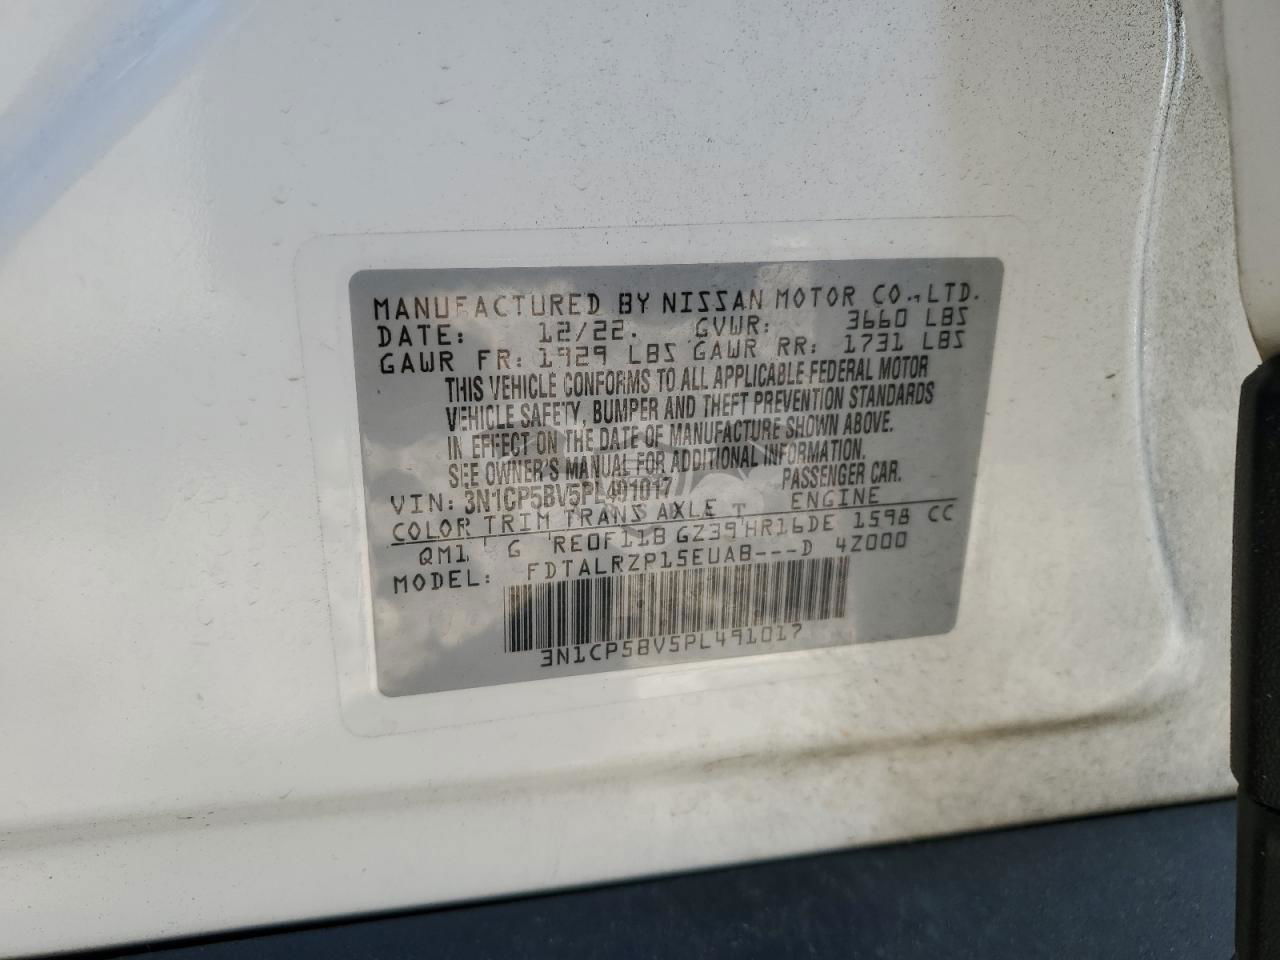 MANUFACTURED BY NISSAN MOTOR CO., LTD.
DATE: 12/22. GVWR: 3660 LBS
GAWR FR: 1929 LBS GAWR RR: 1731 LBS
THIS VEHICLE CONFORMS TO ALL APPLICABLE FEDERAL MOTOR
VEHICLE SAFETY, BUMPER AND THEFT PREVENTION STANDARDS
IN EFFECT ON THE DATE OF MANUFACTURE SHOWN ABOVE.
SEE OWNER'S MANUAL FOR ADDITIONAL INFORMATION.
VIN: 3N1CP5BV5PL491017 PASSENGER CAR.
COLOR TRIM TRANS AXLE ENGINE
QM1 G RE0F11B GZ39 HR16DE 1598 CC
MODEL: FDTALRZP15EUAB---D 4Z000
3N1CP5BV5PL491017